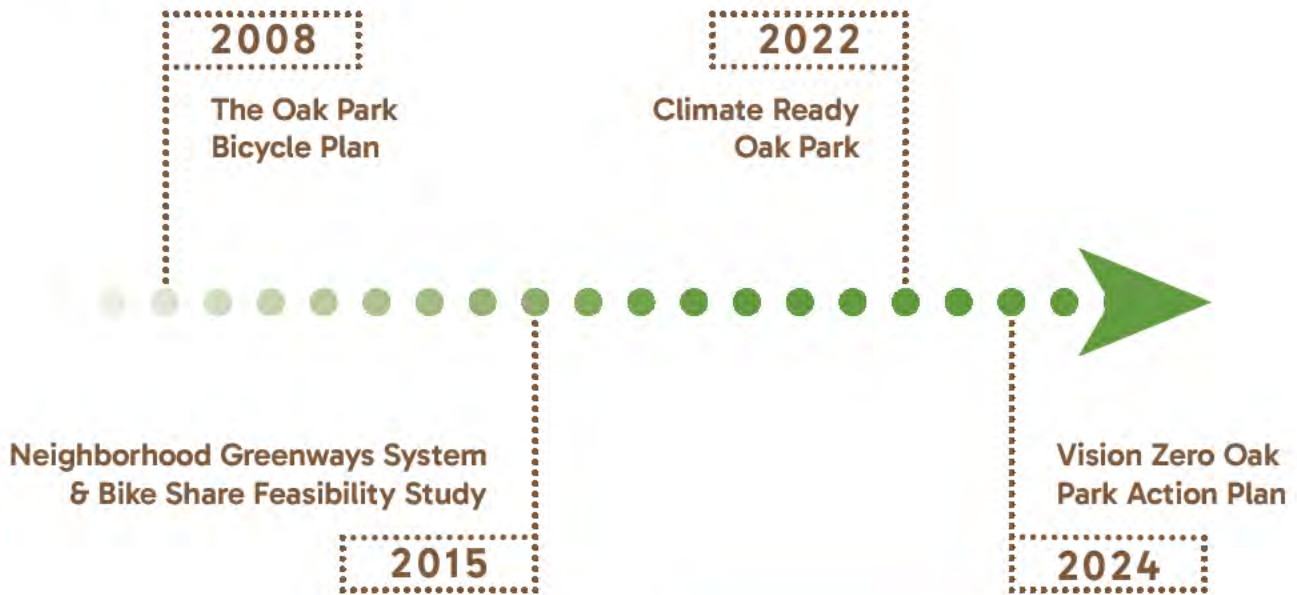 2008
The Oak Park
Bicycle Plan
2022
Climate Ready
Oak Park
Neighborhood Greenways System
& Bike Share Feasibility Study
2015
Vision Zero Oak
Park Action Plan
2024